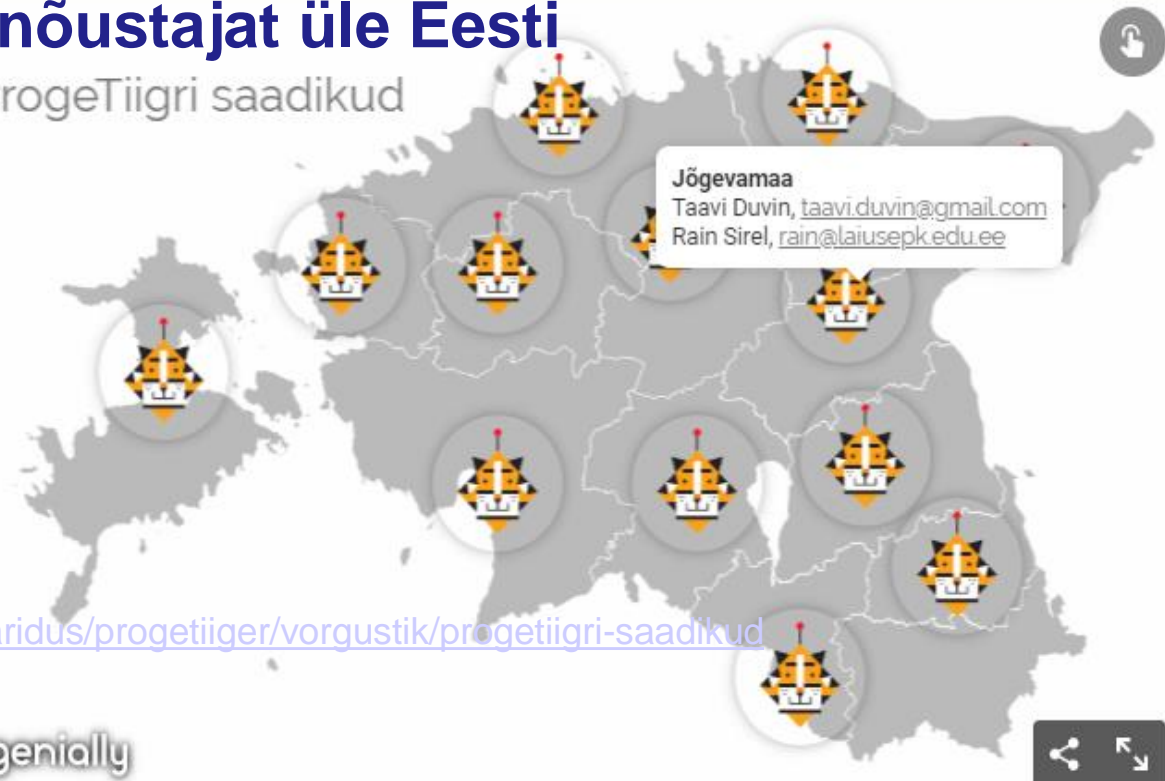 nõustajat üle Eesti
rogeTiigri saadikud
Jõgevamaa
Taavi Duvin, taavi.duvin@gmail.com
Rain Sirel, rain@laiusepk.edu.ee
aridus/progetiiger/vorgustik/progetiigri-saadikud
genially